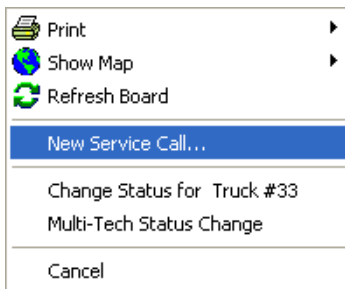 Print
Show Map
Refresh Board
New Service Call...
Change Status for Truck #33
Multi-Tech Status Change
Cancel